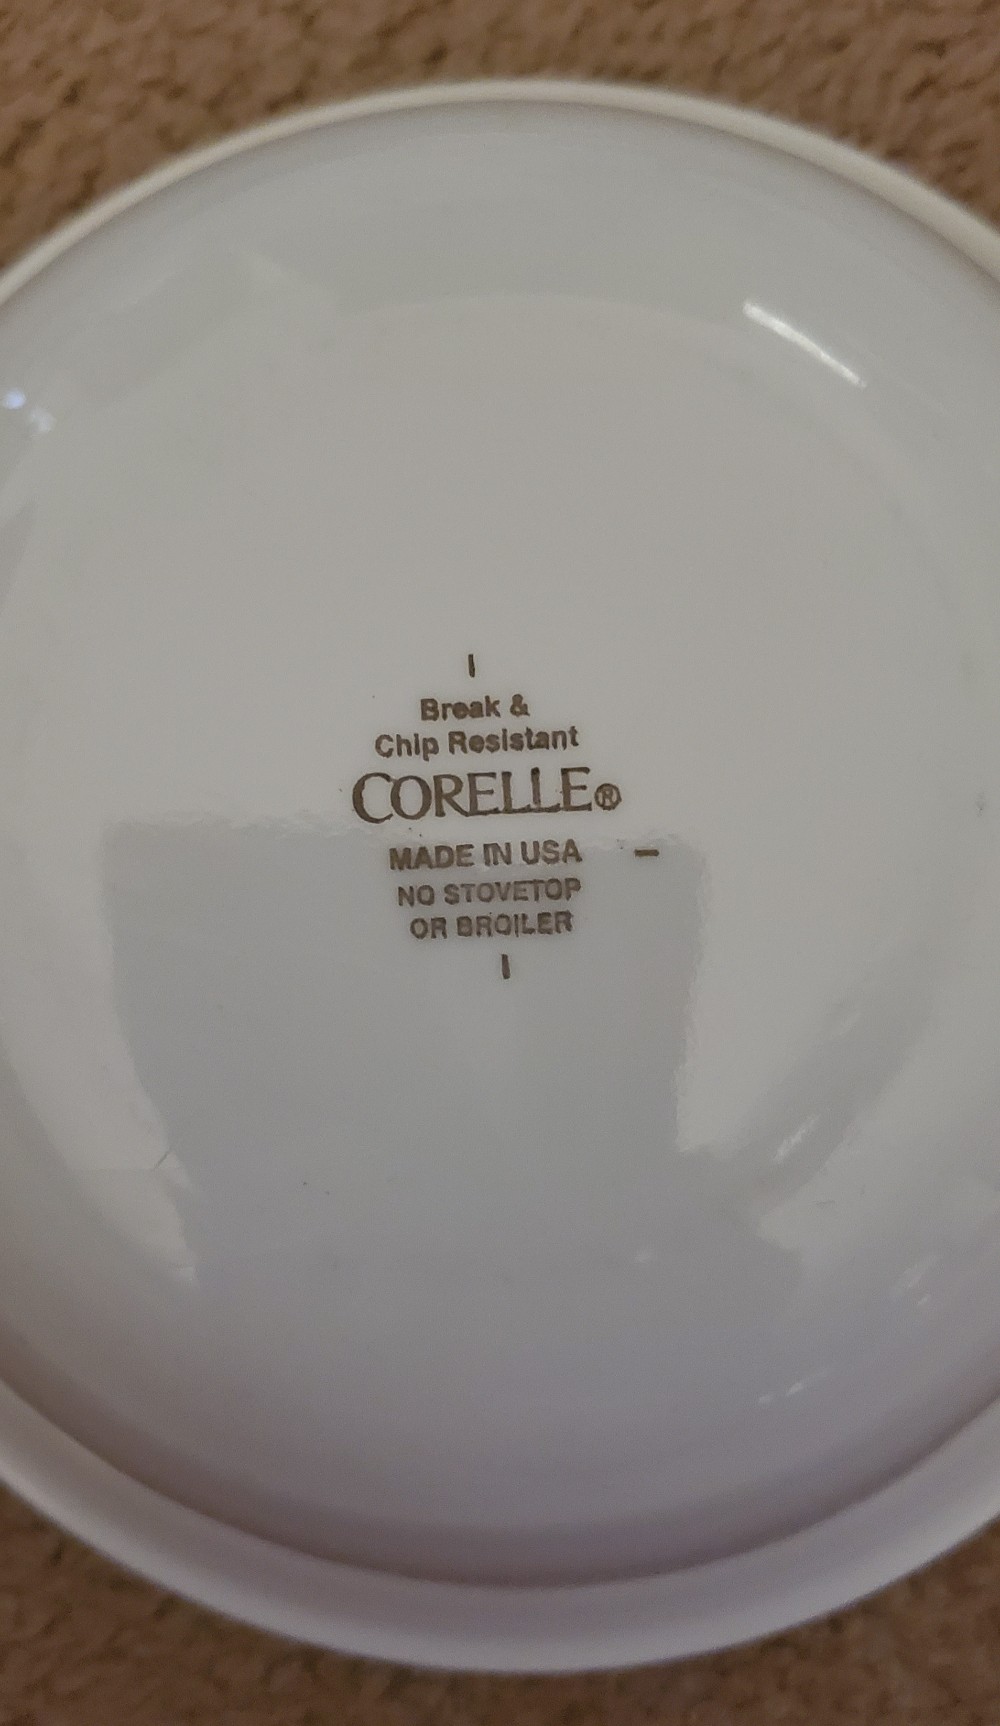 Break &
Chip Resistant
CORELLE®
MADE IN USA
NO STOVETOP
OR BROILER